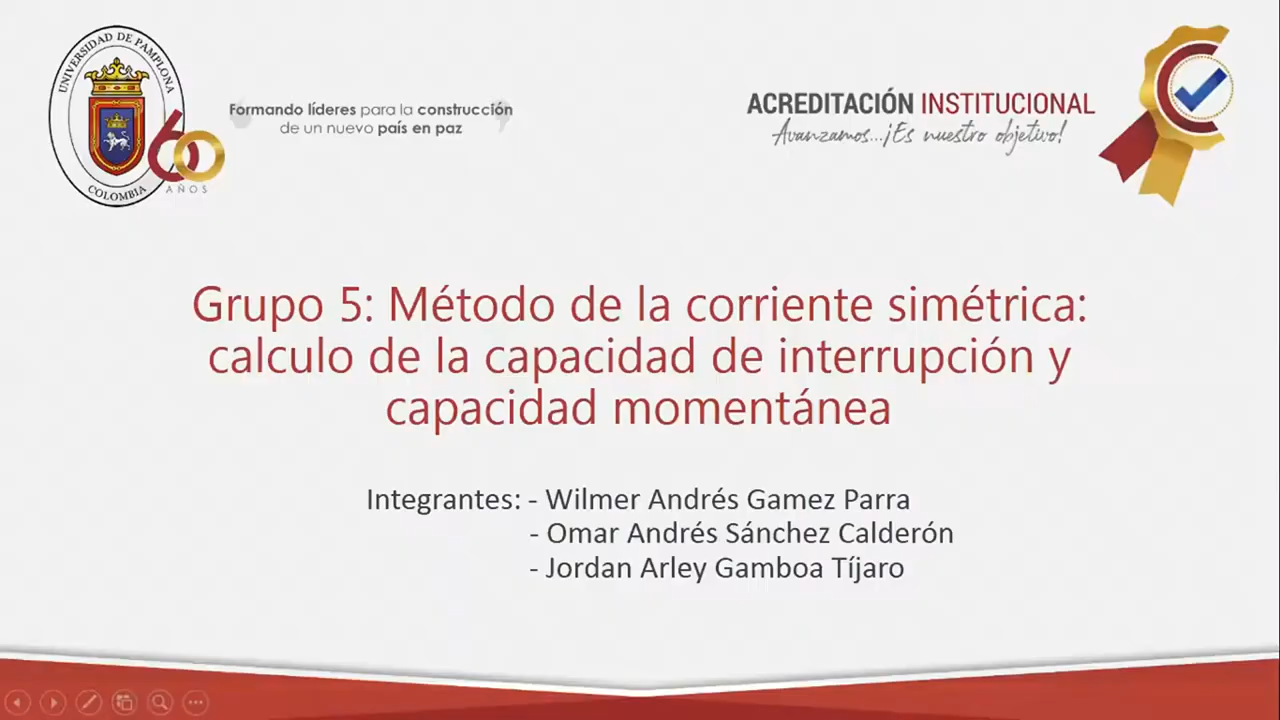 UNIVERSIDAD DE PAMPLONA
COLOMBIA
60
AÑOS
Formando líderes para la construcción
de un nuevo país en paz
ACREDITACIÓN INSTITUCIONAL
Avanzamos...¡Es nuestro objetivo!
Grupo 5: Método de la corriente simétrica:
calculo de la capacidad de interrupción y
capacidad momentánea
Integrantes: - Wilmer Andrés Gamez Parra
- Omar Andrés Sánchez Calderón
- Jordan Arley Gamboa Tíjaro